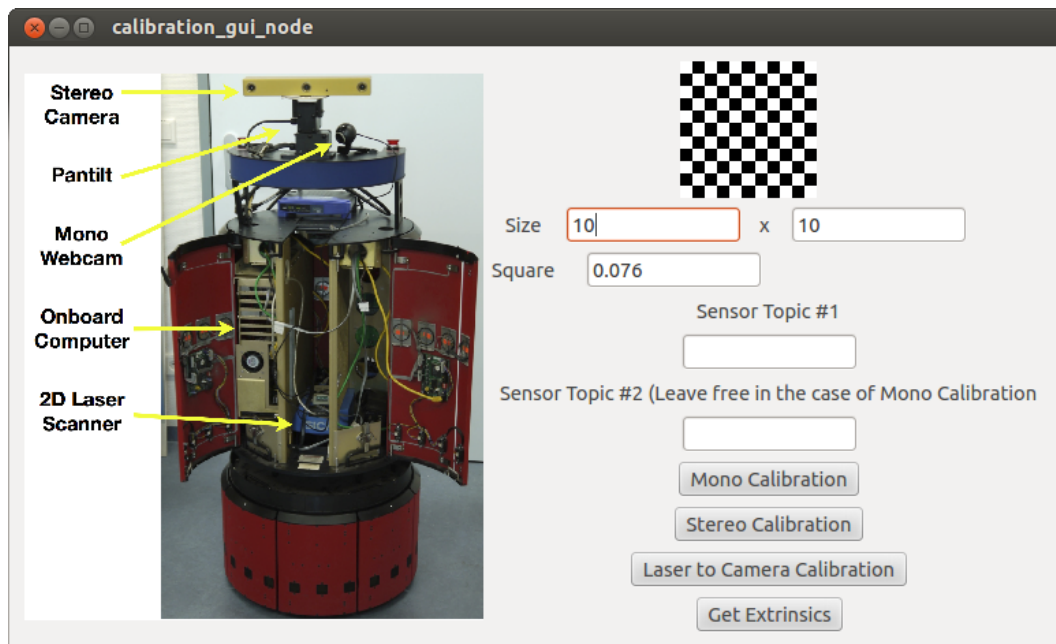 calibration_gui_node
Stereo
Camera
Pantilt
Mono
Webcam
Onboard
Computer
2D Laser
Scanner
Size 10 x 10
Square 0.076
Sensor Topic #1
Sensor Topic #2 (Leave free in the case of Mono Calibration
Mono Calibration
Stereo Calibration
Laser to Camera Calibration
Get Extrinsics